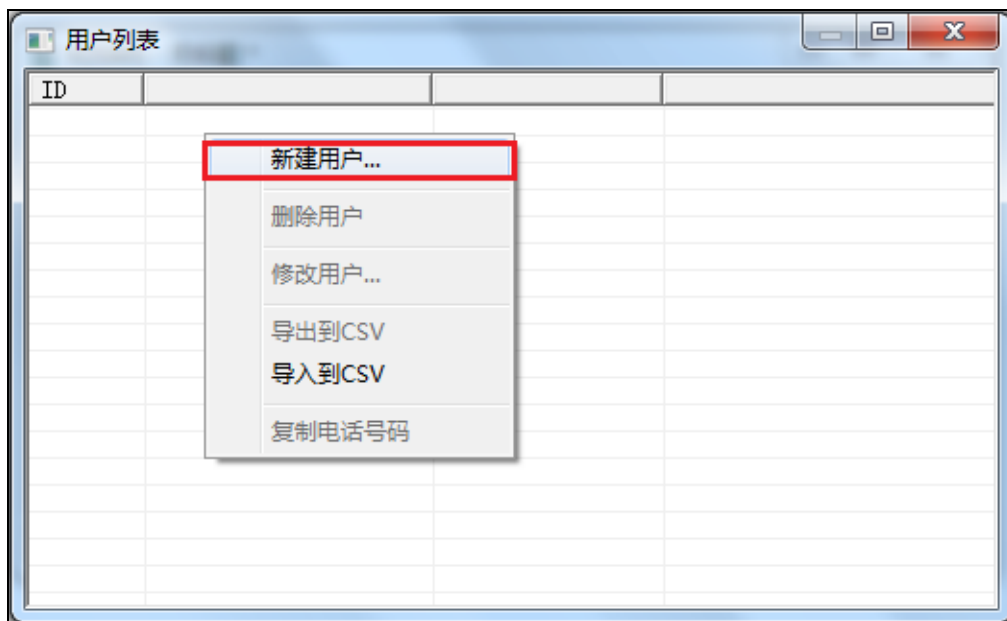 用户列表
ID
新建用户...
删除用户
修改用户...
导出到CSV
导入到CSV
复制电话号码